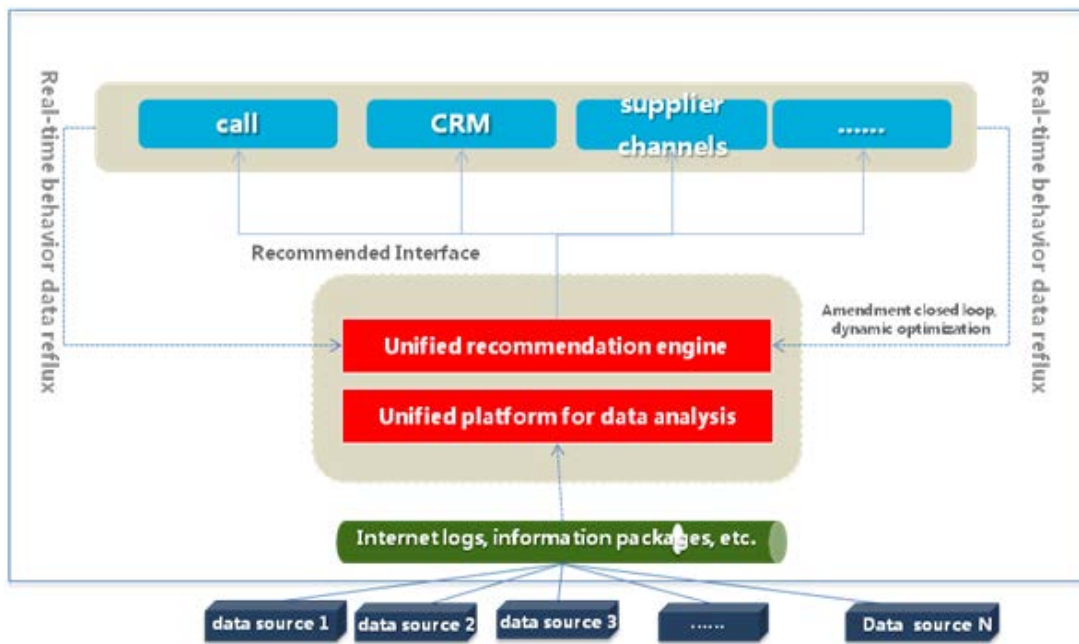 Real-time behavior data reflux
call
CRM
supplier
channels
......
Real-time behavior data reflux
Recommended Interface
Amendment closed loop,
dynamic optimization
Unified recommendation engine
Unified platform for data analysis
Internet logs, information packages, etc.
data source 1
data source 2
data source 3
......
Data source N